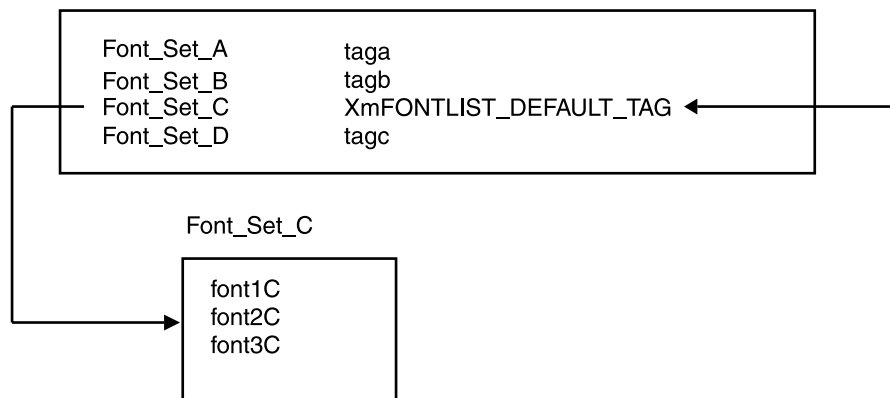 Font_Set_A taga
Font_Set_B tagb
Font_Set_C XmFONTLIST_DEFAULT_TAG
Font_Set_D tagc
Font_Set_C
font1C
font2C
font3C